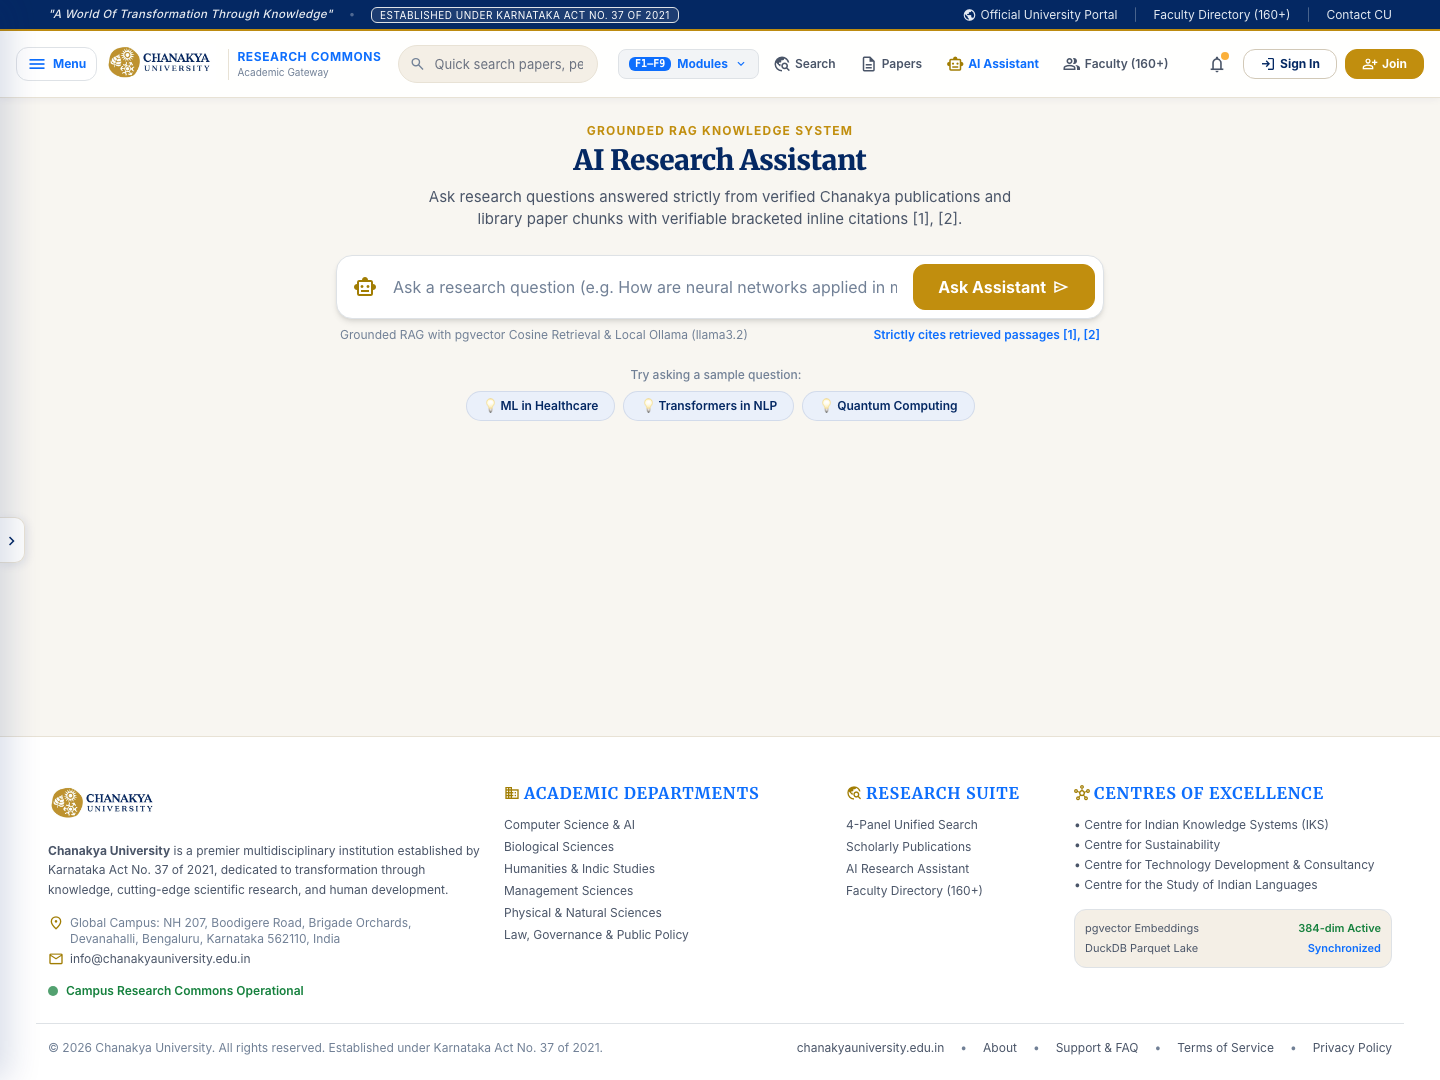 "A World Of Transformation Through Knowledge" • ESTABLISHED UNDER KARNATAKA ACT NO. 37 OF 2021
Official University Portal
Faculty Directory (160+)
Contact CU
Menu
CHANAKYA
UNIVERSITY
RESEARCH COMMONS
Academic Gateway
Quick search papers, pe
F1–F9 Modules
Search
Papers
AI Assistant
Faculty (160+)
Sign In
Join
GROUNDED RAG KNOWLEDGE SYSTEM
AI Research Assistant
Ask research questions answered strictly from verified Chanakya publications and
library paper chunks with verifiable bracketed inline citations [1], [2].
Ask a research question (e.g. How are neural networks applied in
Ask Assistant
Grounded RAG with pgvector Cosine Retrieval & Local Ollama (llama3.2)
Strictly cites retrieved passages [1], [2]
Try asking a sample question:
ML in Healthcare
Transformers in NLP
Quantum Computing
CHANAKYA
UNIVERSITY
Chanakya University is a premier multidisciplinary institution established by
Karnataka Act No. 37 of 2021, dedicated to transformation through
knowledge, cutting-edge scientific research, and human development.
Global Campus: NH 207, Boodigere Road, Brigade Orchards,
Devanahalli, Bengaluru, Karnataka 562110, India
info@chanakyauniversity.edu.in
Campus Research Commons Operational
ACADEMIC DEPARTMENTS
Computer Science & AI
Biological Sciences
Humanities & Indic Studies
Management Sciences
Physical & Natural Sciences
Law, Governance & Public Policy
RESEARCH SUITE
4-Panel Unified Search
Scholarly Publications
AI Research Assistant
Faculty Directory (160+)
CENTRES OF EXCELLENCE
• Centre for Indian Knowledge Systems (IKS)
• Centre for Sustainability
• Centre for Technology Development & Consultancy
• Centre for the Study of Indian Languages
pgvector Embeddings 384-dim Active
DuckDB Parquet Lake Synchronized
© 2026 Chanakya University. All rights reserved. Established under Karnataka Act No. 37 of 2021.
chanakyauniversity.edu.in • About • Support & FAQ • Terms of Service • Privacy Policy